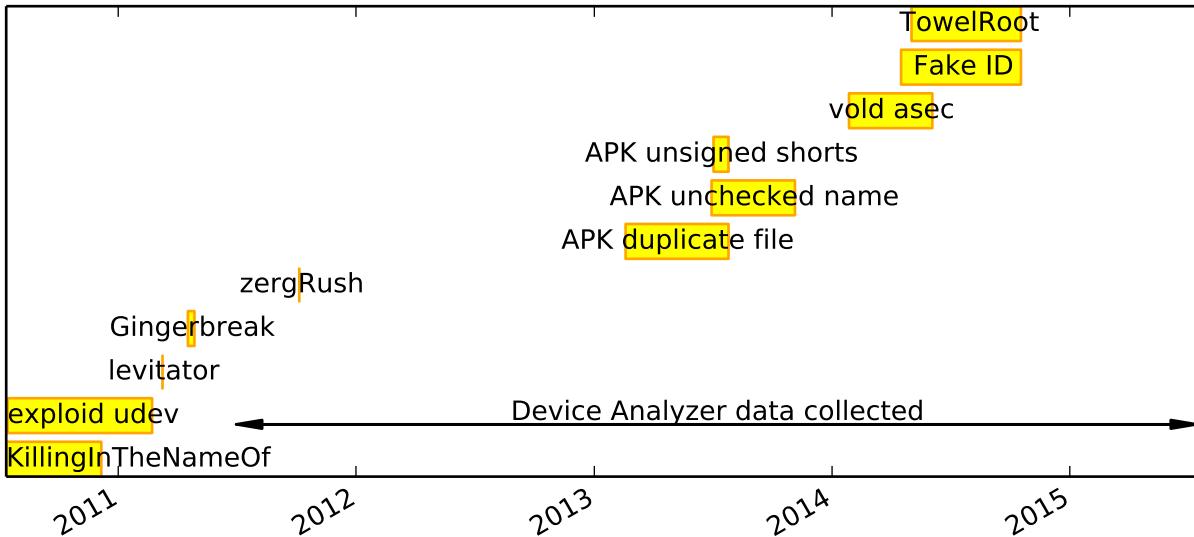 TowelRoot
Fake ID
vold asec
APK unsigned shorts
APK unchecked name
APK duplicate file
zergRush
Gingerbreak
levitator
exploid udev
Device Analyzer data collected
KillingInTheNameOf
2011
2012
2013
2014
2015